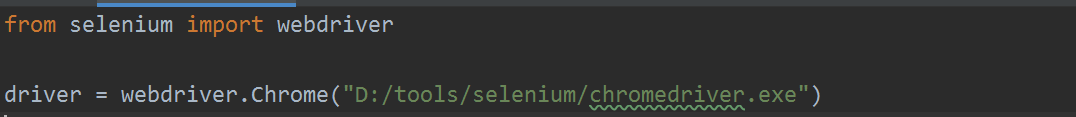 from selenium import webdriver
driver = webdriver.Chrome("D:/tools/selenium/chromedriver.exe")